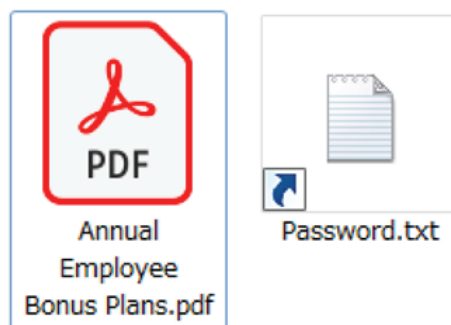 PDF
Annual
Employee
Bonus Plans.pdf
Password.txt